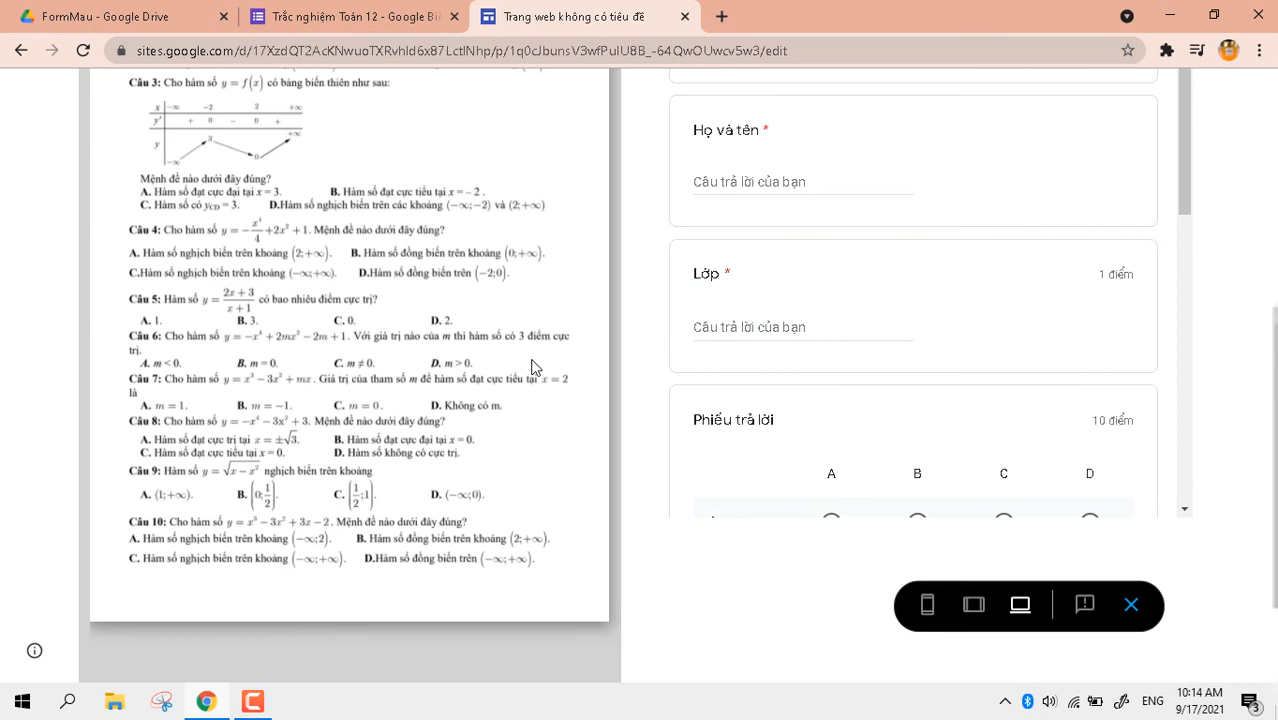 FormMau - Google Drive
Trắc nghiệm Toán 12 - Google Biể
Trang web không có tiêu đề
sites.google.com/d/17XzdQT2AcKNwuoTXRvhId6x87LctlNhp/p/1q0cJbunsV3wfPulU8B_-64QwOUwcv5w3/edit
Câu 3: Cho hàm số y = f(x) có bảng biến thiên như sau:
x −∞ −2 2 +∞
y' + 0 − 0 +
y −∞ 3 0 +∞
Mệnh đề nào dưới đây đúng?
A. Hàm số đạt cực đại tại x = 3. B. Hàm số đạt cực tiểu tại x = – 2 .
C. Hàm số có yCD = 3. D.Hàm số nghịch biến trên các khoảng (−∞;−2) và (2;+∞)
Câu 4: Cho hàm số y = −x⁴/4 +2x² +1. Mệnh đề nào dưới đây đúng?
A. Hàm số nghịch biến trên khoảng (2;+∞). B. Hàm số đồng biến trên khoảng (0;+∞).
C.Hàm số nghịch biến trên khoảng (−∞;+∞). D.Hàm số đồng biến trên (−2;0).
Câu 5: Hàm số y = (2x + 3)/(x + 1) có bao nhiêu điểm cực trị?
A. 1. B. 3. C. 0. D. 2.
Câu 6: Cho hàm số y = −x⁴ + 2mx² − 2m + 1. Với giá trị nào của m thì hàm số có 3 điểm cực
trị.
A. m < 0. B. m = 0. C. m ≠ 0. D. m > 0.
Câu 7: Cho hàm số y = x³ − 3x² + mx . Giá trị của tham số m để hàm số đạt cực tiểu tại x = 2
là
A. m = 1. B. m = −1. C. m = 0. D. Không có m.
Câu 8: Cho hàm số y = −x⁴ − 3x² + 3. Mệnh đề nào dưới đây đúng?
A. Hàm số đạt cực trị tại x = ±√3. B. Hàm số đạt cực đại tại x = 0.
C. Hàm số đạt cực tiểu tại x = 0. D. Hàm số không có cực trị.
Câu 9: Hàm số y = √(x − x²) nghịch biến trên khoảng
A. (1;+∞). B. (0;1/2). C. (1/2;1). D. (−∞;0).
Câu 10: Cho hàm số y = x³ − 3x² + 3x − 2. Mệnh đề nào dưới đây đúng?
A. Hàm số nghịch biến trên khoảng (−∞;2). B. Hàm số đồng biến trên khoảng (2;+∞).
C. Hàm số nghịch biến trên khoảng (−∞;+∞). D.Hàm số đồng biến trên (−∞;+∞).
Họ và tên *
Câu trả lời của bạn
Lớp * 1 điểm
Câu trả lời của bạn
Phiếu trả lời 10 điểm
A B C D
ENG
10:14 AM
9/17/2021
3